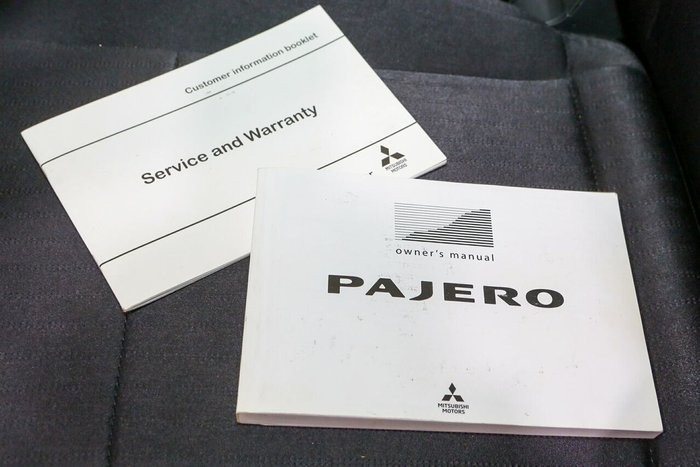 Customer information booklet
Service and Warranty
MITSUBISHI
MOTORS
owner's manual
PAJERO
MITSUBISHI
MOTORS